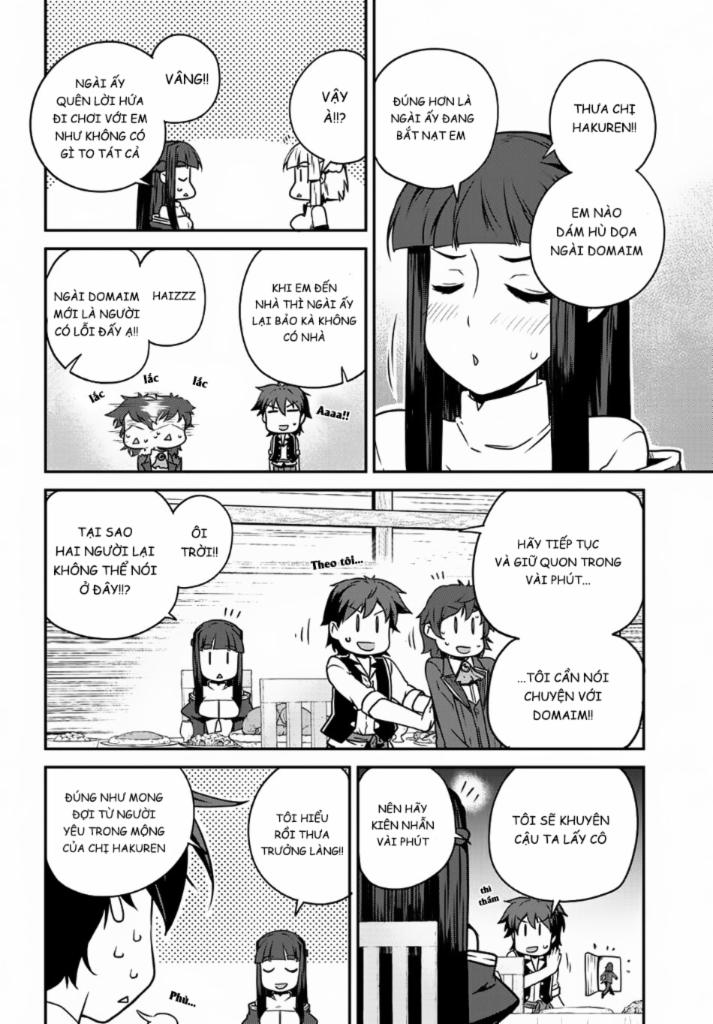 THƯA CHỊ
HAKUREN!!
EM NÀO
DÁM HÙ DỌA
NGÀI DOMAIM
ĐÚNG HƠN LÀ
NGÀI ẤY ĐANG
BẮT NẠT EM
VẬY
À!!?
VÂNG!!
NGÀI ẤY
QUÊN LỜI HỨA
ĐI CHƠI VỚI EM
NHƯ KHÔNG CÓ
GÌ TO TÁT CẢ
KHI EM ĐẾN
NHÀ THÌ NGÀI ẤY
LẠI BẢO KÀ KHÔNG
CÓ NHÀ
Aaaa!!
HAIZZZ
NGÀI DOMAIM
MỚI LÀ NGƯỜI
CÓ LỖI ĐẤY Ạ!!
lắc
lắc
lắc
HÃY TIẾP TỤC
VÀ GIỮ QUON TRONG
VÀI PHÚT...
...TÔI CẦN NÓI
CHUYỆN VỚI
DOMAIM!!
Theo tôi...
ÔI
TRỜI!!
TẠI SAO
HAI NGƯỜI LẠI
KHÔNG THỂ NÓI
Ở ĐÂY!!?
TÔI SẼ KHUYÊN
CẬU TA LẤY CÔ
NÊN HÃY
KIÊN NHẪN
VÀI PHÚT
thì
thầm
TÔI HIỂU
RỒI THƯA
TRƯỞNG LÀNG!!
ĐÚNG NHƯ MONG
ĐỢI TỪ NGƯỜI
YÊU TRONG MỘNG
CỦA CHỊ HAKUREN
Phù...